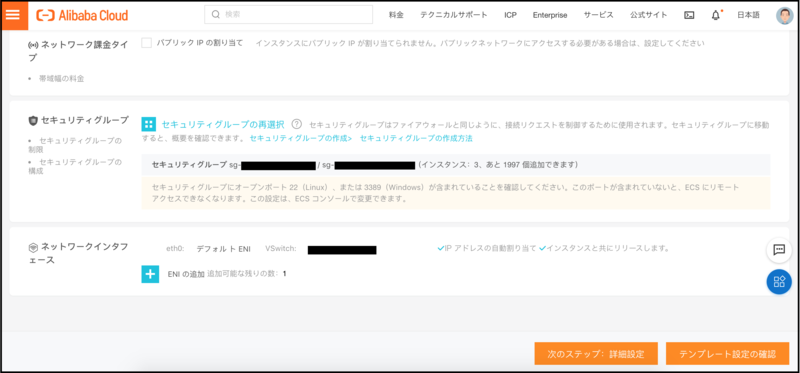 Alibaba Cloud 検索 料金 テクニカルサポート ICP Enterprise サービス 公式サイト 日本語
ネットワーク課金タイプ
パブリック IP の割り当て インスタンスにパブリック IP が割り当てられません。パブリックネットワークにアクセスする必要がある場合は、設定してください
帯域幅の料金
セキュリティグループ
セキュリティグループの制限
セキュリティグループの構成
セキュリティグループの再選択 ? セキュリティグループはファイアウォールと同じように、接続リクエストを制御するために使用されます。セキュリティグループに移動
すると、概要を確認できます。 セキュリティグループの作成> セキュリティグループの作成方法
セキュリティグループ sg- / sg- (インスタンス：3、あと 1997 個追加できます)
セキュリティグループにオープンポート 22（Linux）、または 3389（Windows）が含まれていることを確認してください。このポートが含まれていないと、ECS にリモート
アクセスできなくなります。この設定は、ECS コンソールで変更できます。
ネットワークインタフェース
eth0: デフォルト ENI VSwitch: IP アドレスの自動割り当て インスタンスと共にリリースします。
ENI の追加 追加可能な残りの数：1
次のステップ：詳細設定 テンプレート設定の確認